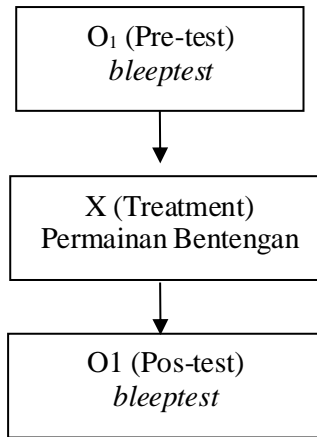 O₁ (Pre-test)
bleeptest
X (Treatment)
Permainan Bentengan
O1 (Pos-test)
bleeptest